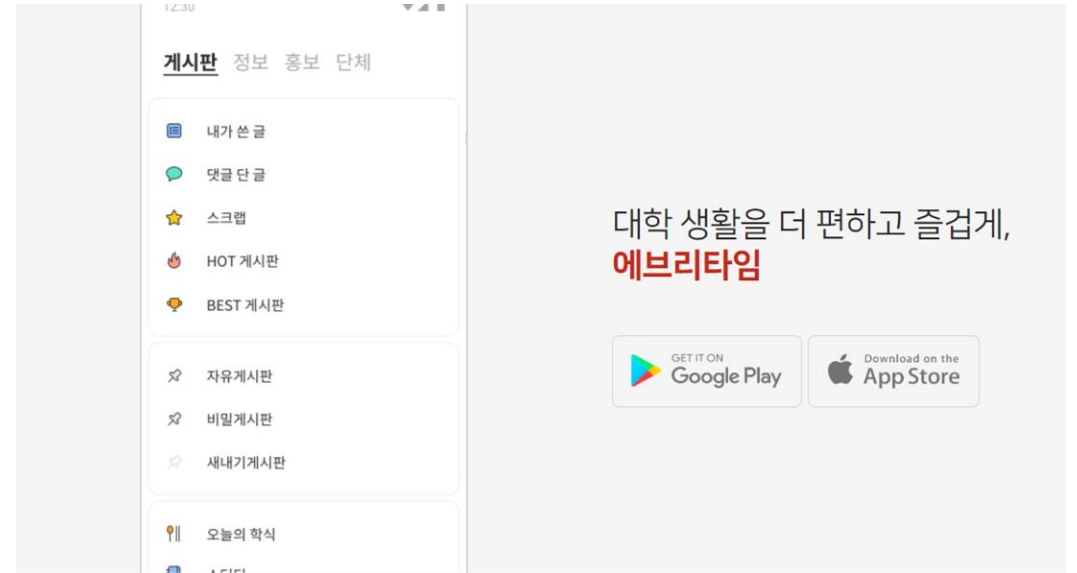 12:30
게시판 정보 홍보 단체
내가 쓴 글
댓글 단 글
스크랩
HOT 게시판
BEST 게시판
자유게시판
비밀게시판
새내기게시판
오늘의 학식
대학 생활을 더 편하고 즐겁게,
에브리타임
GET IT ON
Google Play
Download on the
App Store